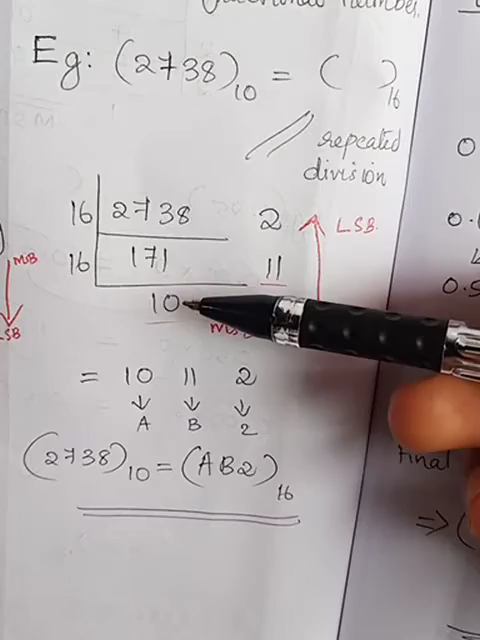 Eg: (2738)10 = ( )16
repeated
division
16 2738 2 LSB.
16 171 11
10
= 10 11 2
↓ ↓ ↓
A B 2
(2738)10 = (AB2)16
MSB
LSB
0
Final
⇒ (